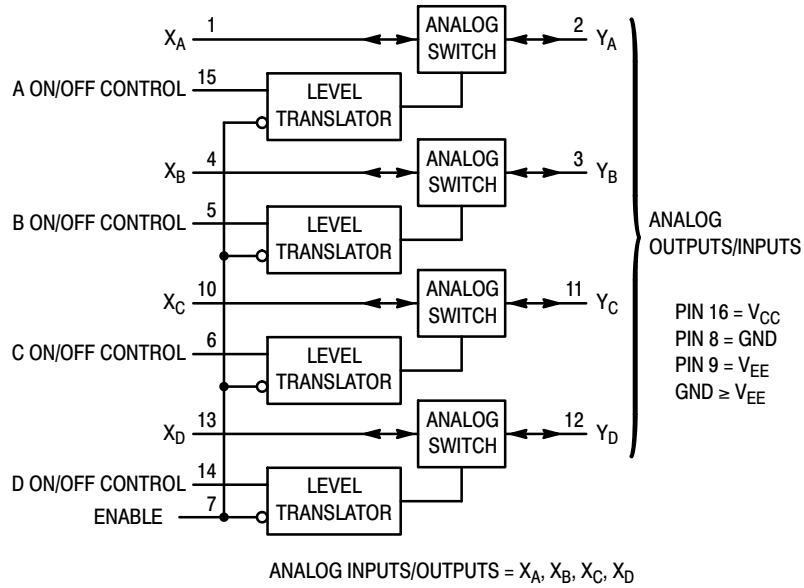 X_A 1 ANALOG SWITCH 2 Y_A
A ON/OFF CONTROL 15 LEVEL TRANSLATOR
X_B 4 ANALOG SWITCH 3 Y_B
B ON/OFF CONTROL 5 LEVEL TRANSLATOR
X_C 10 ANALOG SWITCH 11 Y_C
C ON/OFF CONTROL 6 LEVEL TRANSLATOR
X_D 13 ANALOG SWITCH 12 Y_D
D ON/OFF CONTROL 14 LEVEL TRANSLATOR
ENABLE 7
ANALOG
OUTPUTS/INPUTS
PIN 16 = V_CC
PIN 8 = GND
PIN 9 = V_EE
GND ≥ V_EE
ANALOG INPUTS/OUTPUTS = X_A, X_B, X_C, X_D